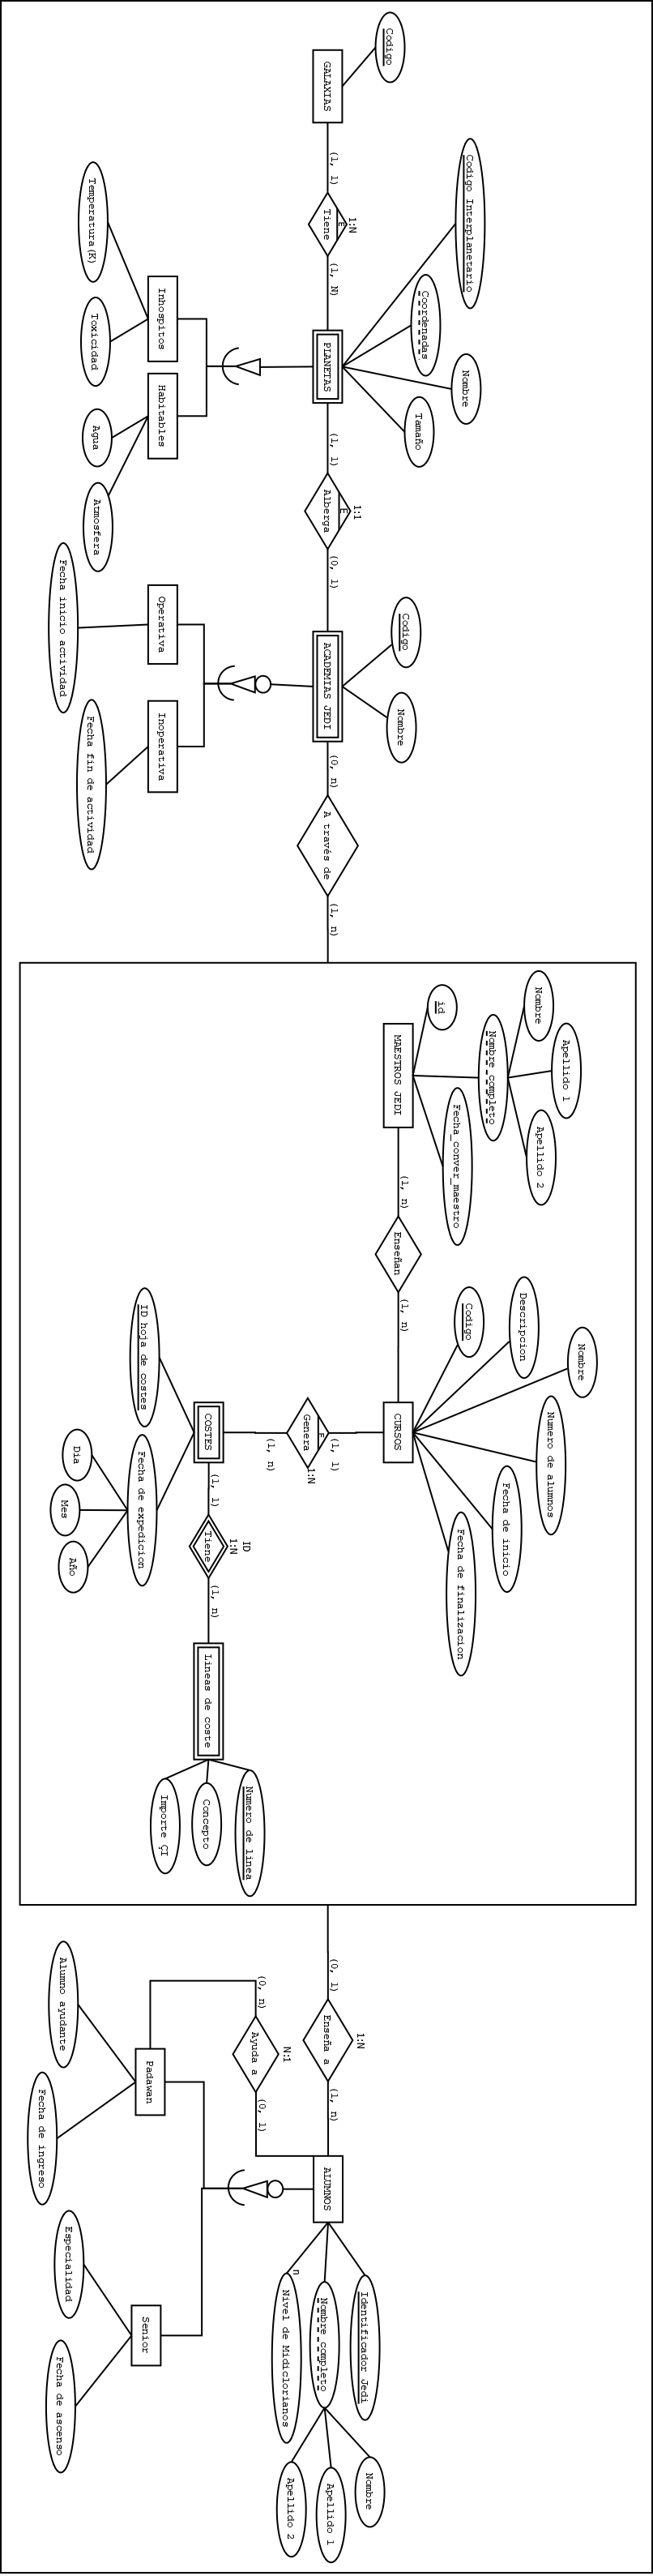 Codigo
GALAXIAS
(1, 1)
1:N
E
Tiene
(1, N)
Codigo Interplanetario
Coordenadas
Nombre
Tamaño
PLANETAS
Temperatura(K)
Toxicidad
Inhospitos
Habitables
Agua
Atmosfera
(1, 1)
1:1
E
Alberga
(0, 1)
Codigo
Nombre
ACADEMIAS JEDI
Operativa
Fecha inicio actividad
Inoperativa
Fecha fin de actividad
(0, n)
A través de
(1, n)
Nombre
Apellido 1
Apellido 2
Nombre completo
id
Fecha_conver_maestro
MAESTROS JEDI
(1, n)
Enseñan
(1, n)
Nombre
Descripcion
Codigo
Numero de alumnos
Fecha de inicio
Fecha de finalizacion
CURSOS
(1, 1)
E
Genera
1:N
(1, n)
ID hoja de costes
COSTES
Fecha de expedicion
Dia
Mes
Año
(1, 1)
ID
1:N
Tiene
(1, n)
Lineas de coste
Numero de linea
Concepto
Importe ÇI
(0, 1)
1:N
Enseña a
(1, n)
(0, n)
N:1
Ayuda a
(0, 1)
Alumno ayudante
Padawan
Fecha de ingreso
ALUMNOS
Especialidad
Senior
Fecha de ascenso
Identificador Jedi
Nombre completo
n
Nivel de Midiclorianos
Nombre
Apellido 1
Apellido 2